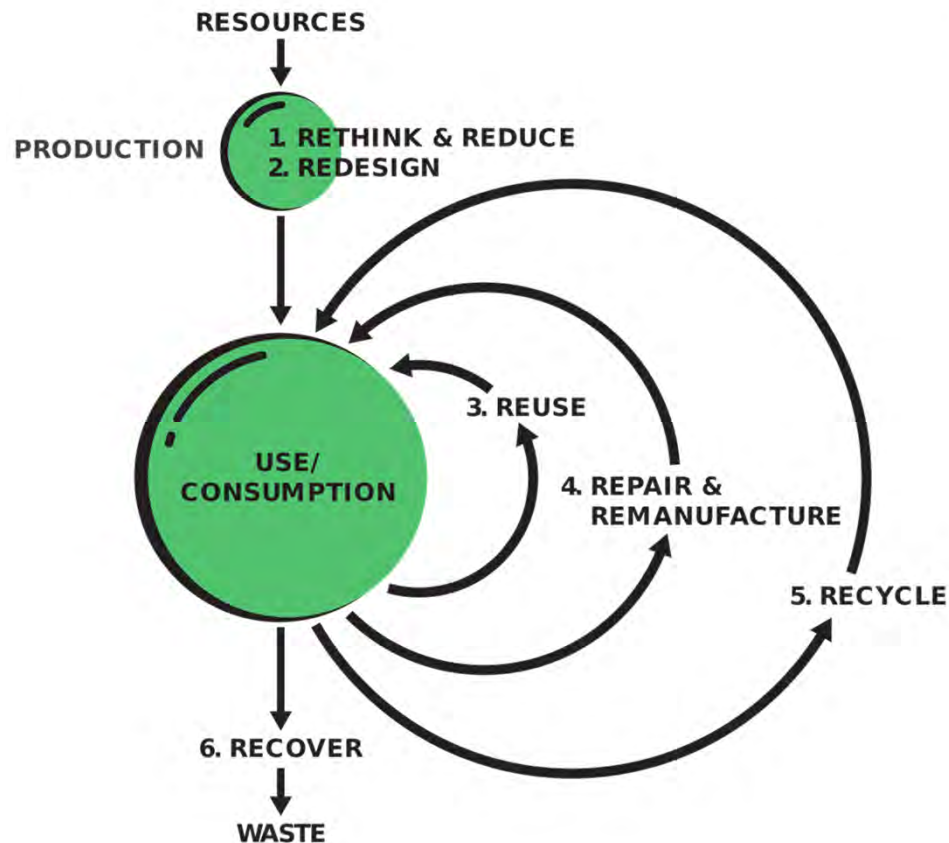 RESOURCES
PRODUCTION
1. RETHINK & REDUCE
2. REDESIGN
3. REUSE
USE/
CONSUMPTION
4. REPAIR &
REMANUFACTURE
5. RECYCLE
6. RECOVER
WASTE